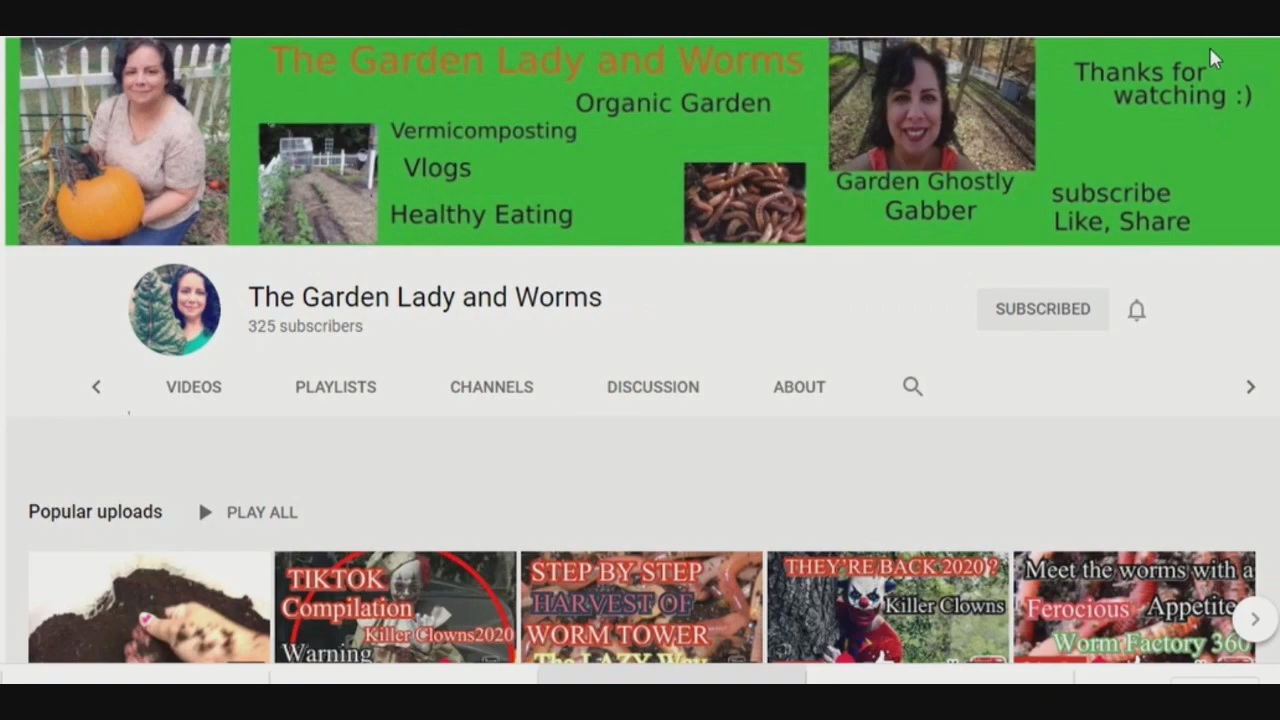 The Garden Lady and Worms
Organic Garden
Vermicomposting
Vlogs
Healthy Eating
Garden Ghostly
Gabber
Thanks for
watching :)
subscribe
Like, Share
The Garden Lady and Worms
325 subscribers
SUBSCRIBED
VIDEOS PLAYLISTS CHANNELS DISCUSSION ABOUT
Popular uploads PLAY ALL
TIKTOK
Compilation
Killer Clowns2020
Warning
STEP BY STEP
HARVEST OF
WORM TOWER
The LAZY Way
THEY'RE BACK 2020?
Killer Clowns
Meet the worms with a
Ferocious Appetite
Worm Factory 360